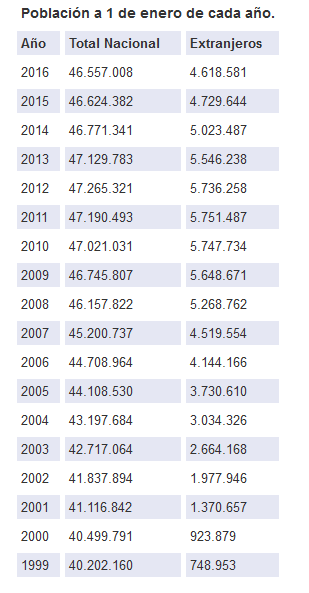 Población a 1 de enero de cada año.
Año Total Nacional Extranjeros
2016 46.557.008 4.618.581
2015 46.624.382 4.729.644
2014 46.771.341 5.023.487
2013 47.129.783 5.546.238
2012 47.265.321 5.736.258
2011 47.190.493 5.751.487
2010 47.021.031 5.747.734
2009 46.745.807 5.648.671
2008 46.157.822 5.268.762
2007 45.200.737 4.519.554
2006 44.708.964 4.144.166
2005 44.108.530 3.730.610
2004 43.197.684 3.034.326
2003 42.717.064 2.664.168
2002 41.837.894 1.977.946
2001 41.116.842 1.370.657
2000 40.499.791 923.879
1999 40.202.160 748.953